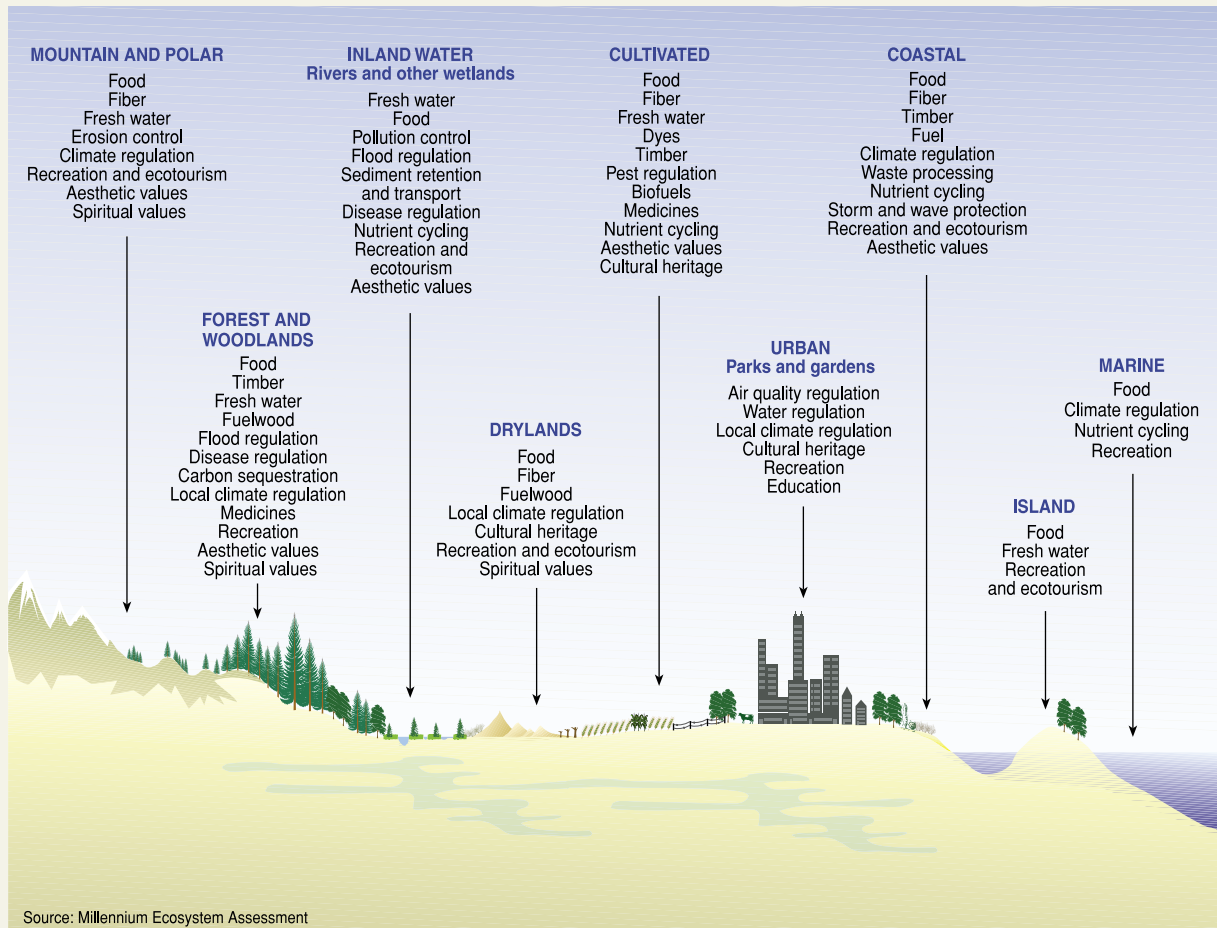 MOUNTAIN AND POLAR
Food
Fiber
Fresh water
Erosion control
Climate regulation
Recreation and ecotourism
Aesthetic values
Spiritual values
INLAND WATER
Rivers and other wetlands
Fresh water
Food
Pollution control
Flood regulation
Sediment retention
and transport
Disease regulation
Nutrient cycling
Recreation and
ecotourism
Aesthetic values
CULTIVATED
Food
Fiber
Fresh water
Dyes
Timber
Pest regulation
Biofuels
Medicines
Nutrient cycling
Aesthetic values
Cultural heritage
COASTAL
Food
Fiber
Timber
Fuel
Climate regulation
Waste processing
Nutrient cycling
Storm and wave protection
Recreation and ecotourism
Aesthetic values
FOREST AND
WOODLANDS
Food
Timber
Fresh water
Fuelwood
Flood regulation
Disease regulation
Carbon sequestration
Local climate regulation
Medicines
Recreation
Aesthetic values
Spiritual values
DRYLANDS
Food
Fiber
Fuelwood
Local climate regulation
Cultural heritage
Recreation and ecotourism
Spiritual values
URBAN
Parks and gardens
Air quality regulation
Water regulation
Local climate regulation
Cultural heritage
Recreation
Education
MARINE
Food
Climate regulation
Nutrient cycling
Recreation
ISLAND
Food
Fresh water
Recreation
and ecotourism
Source: Millennium Ecosystem Assessment